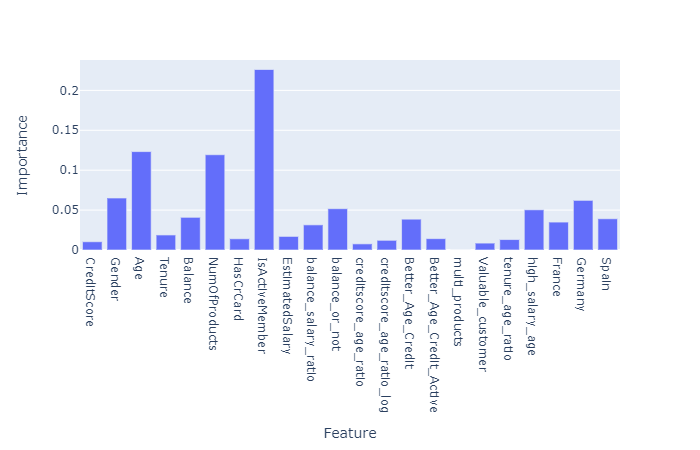 Importance
0.2
0.15
0.1
0.05
0
CreditScore
Gender
Age
Tenure
Balance
NumOfProducts
HasCrCard
IsActiveMember
EstimatedSalary
balance_salary_ratio
balance_or_not
creditscore_age_ratio
creditscore_age_ratio_log
Better_Age_Credit
Better_Age_Credit_Active
multi_products
Valuable_customer
tenure_age_ratio
high_salary_age
France
Germany
Spain
Feature